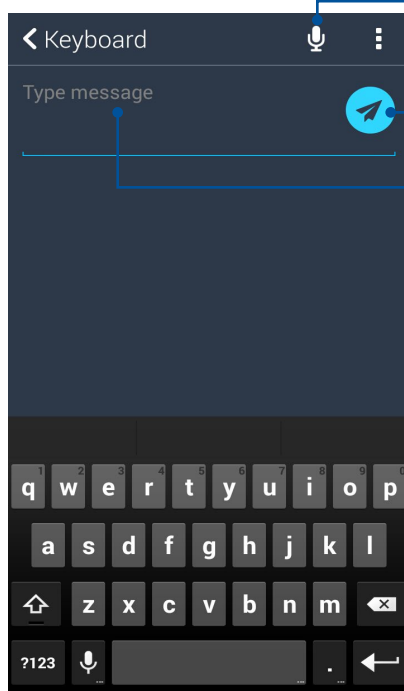 Keyboard
Type message
1 2 3 4 5 6 7 8 9 0
q w e r t y u i o p
a s d f g h j k l
z x c v b n m
?123 .